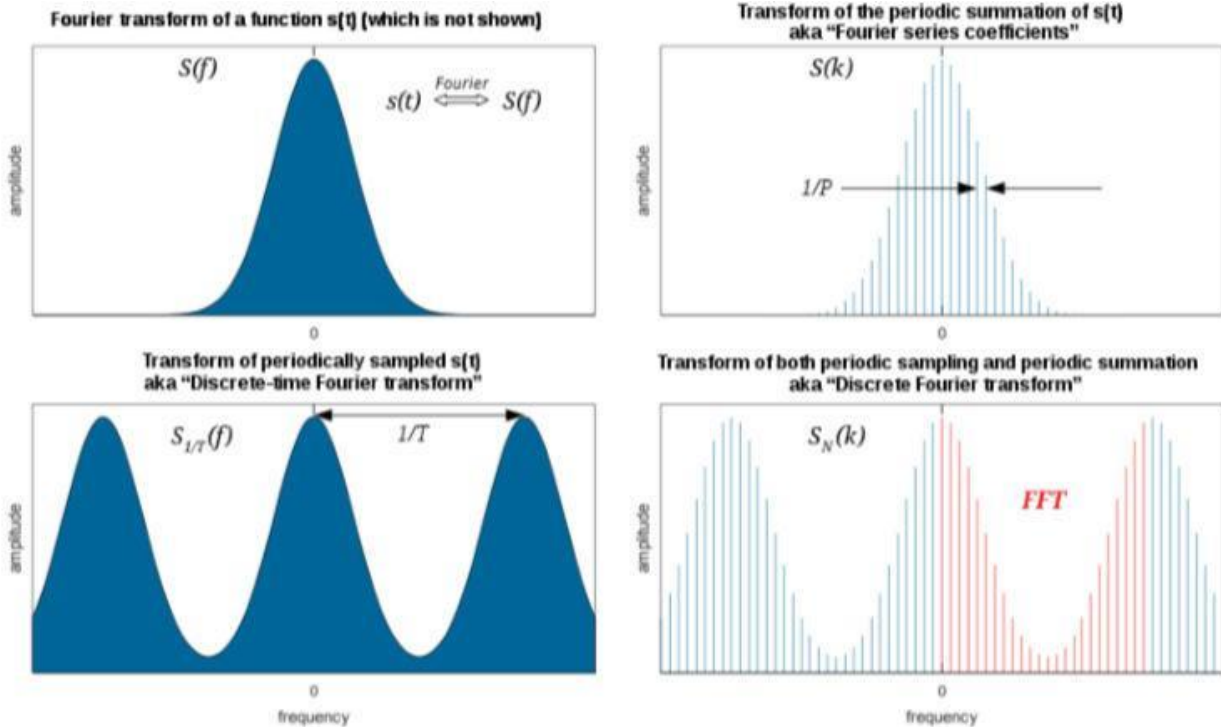 Fourier transform of a function s(t) (which is not shown)
S(f)
Fourier
s(t) ⟺ S(f)
amplitude
0
Transform of the periodic summation of s(t)
aka “Fourier series coefficients”
S(k)
1/P
amplitude
0
Transform of periodically sampled s(t)
aka “Discrete-time Fourier transform”
S1/T(f)
1/T
amplitude
0
frequency
Transform of both periodic sampling and periodic summation
aka “Discrete Fourier transform”
SN(k)
FFT
amplitude
0
frequency